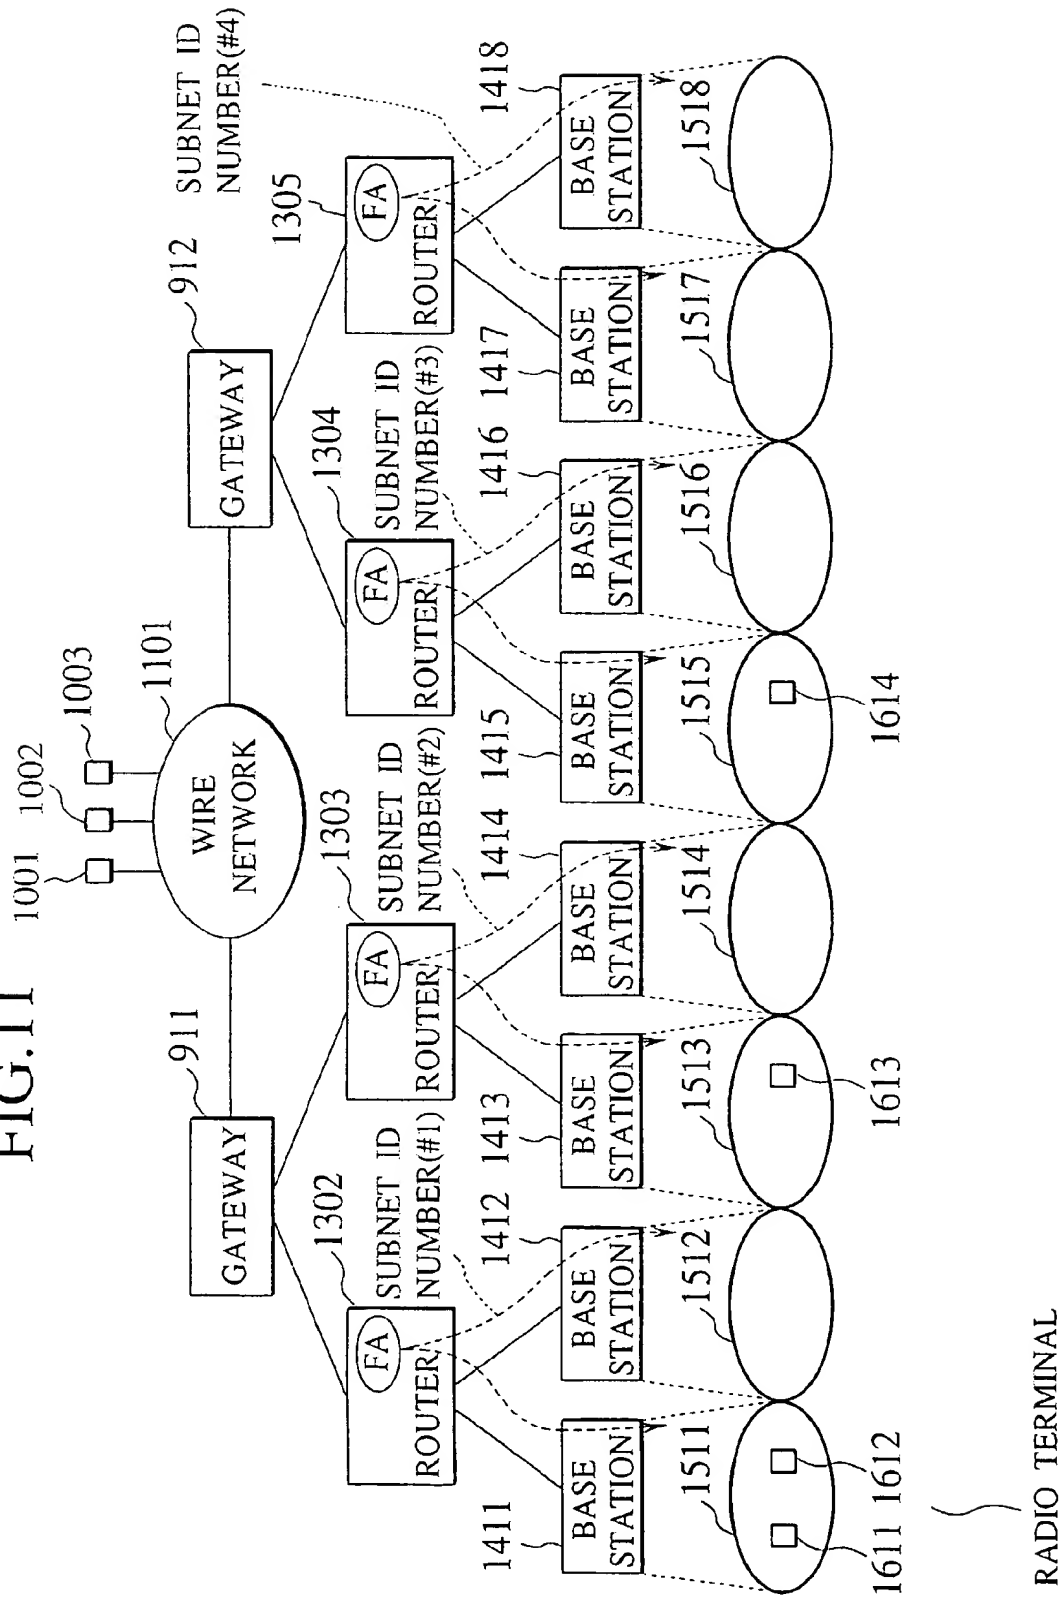 FIG.11
1001
1002
1003
1101
WIRE
NETWORK
911
GATEWAY
912
GATEWAY
1302
FA
ROUTER
SUBNET ID
NUMBER(#1)
1303
FA
ROUTER
SUBNET ID
NUMBER(#2)
1304
FA
ROUTER
SUBNET ID
NUMBER(#3)
1305
FA
ROUTER
SUBNET ID
NUMBER(#4)
1411
BASE
STATION
1412
BASE
STATION
1413
BASE
STATION
1414
BASE
STATION
1415
BASE
STATION
1416
BASE
STATION
1417
BASE
STATION
1418
BASE
STATION
1511
1512
1513
1514
1515
1516
1517
1518
1611
1612
1613
1614
RADIO TERMINAL